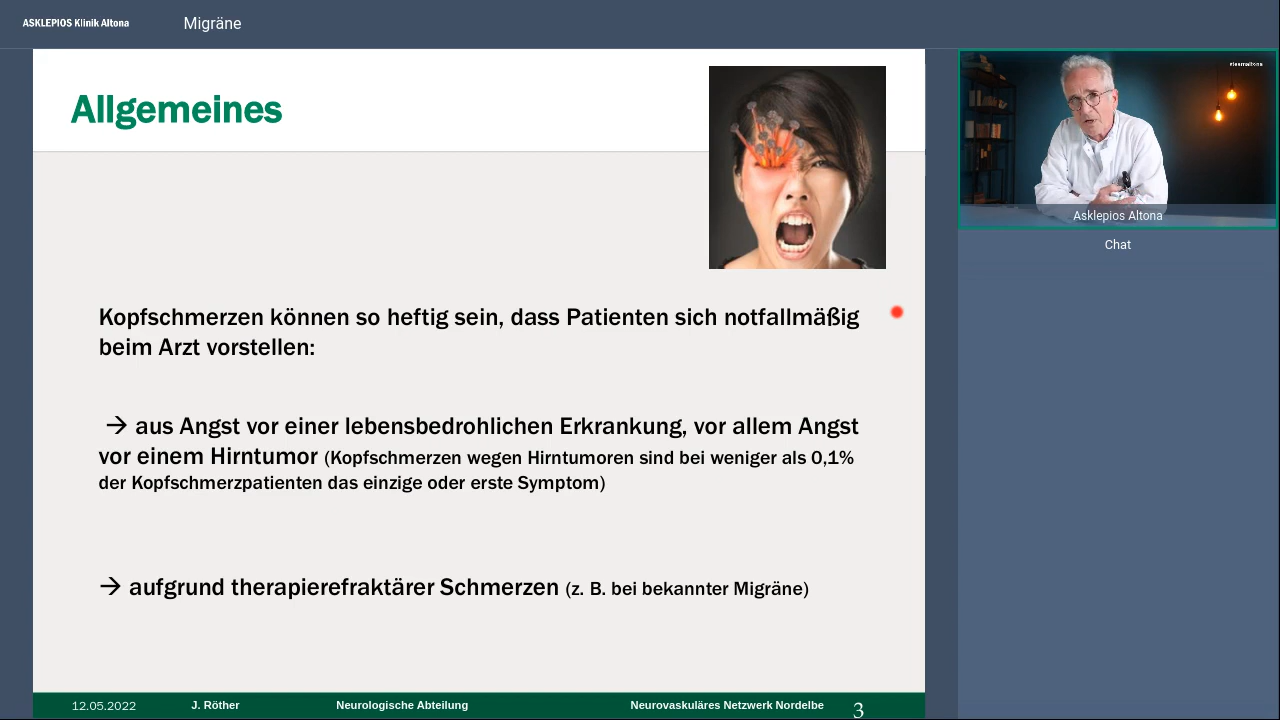 ASKLEPIOS Klinik Altona
Migräne
Allgemeines
#teamaltona
Asklepios Altona
Chat
Kopfschmerzen können so heftig sein, dass Patienten sich notfallmäßig
beim Arzt vorstellen:
→ aus Angst vor einer lebensbedrohlichen Erkrankung, vor allem Angst
vor einem Hirntumor (Kopfschmerzen wegen Hirntumoren sind bei weniger als 0,1%
der Kopfschmerzpatienten das einzige oder erste Symptom)
→ aufgrund therapierefraktärer Schmerzen (z. B. bei bekannter Migräne)
12.05.2022 J. Röther Neurologische Abteilung Neurovaskuläres Netzwerk Nordelbe 3